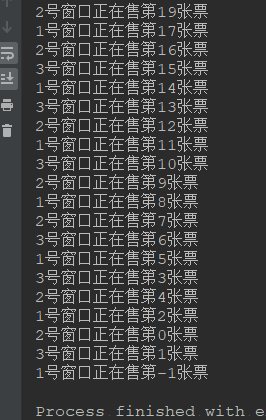 2号窗口正在售第19张票
1号窗口正在售第17张票
2号窗口正在售第16张票
3号窗口正在售第15张票
1号窗口正在售第14张票
3号窗口正在售第13张票
2号窗口正在售第12张票
1号窗口正在售第11张票
3号窗口正在售第10张票
2号窗口正在售第9张票
1号窗口正在售第8张票
2号窗口正在售第7张票
3号窗口正在售第6张票
1号窗口正在售第5张票
3号窗口正在售第3张票
2号窗口正在售第4张票
1号窗口正在售第2张票
2号窗口正在售第0张票
3号窗口正在售第1张票
1号窗口正在售第-1张票
Process finished with e